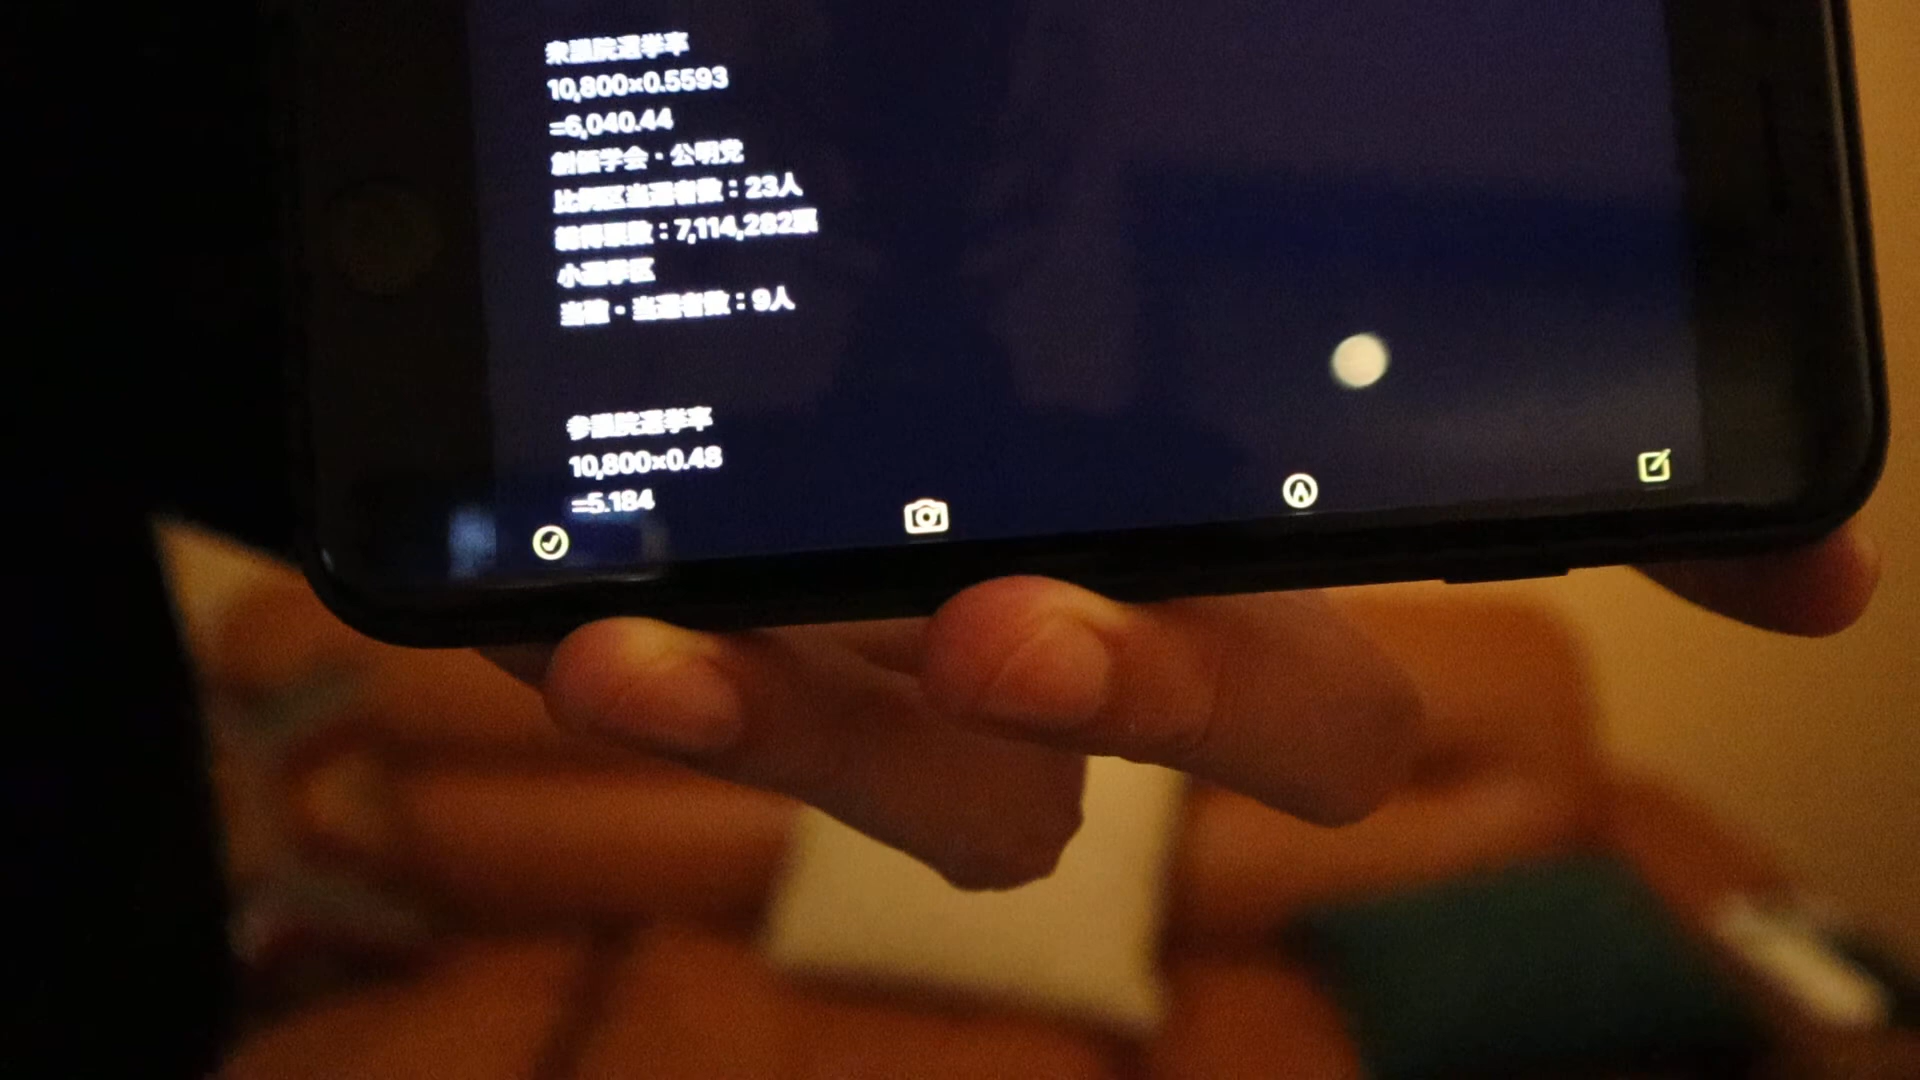 衆議院選挙率
10,800×0.5593
=6,040.44
創価学会・公明党
比例区当選者数：23人
総得票数：7,114,282票
小選挙区
当確・当選者数：9人
参議院選挙率
10,800×0.48
=5.184